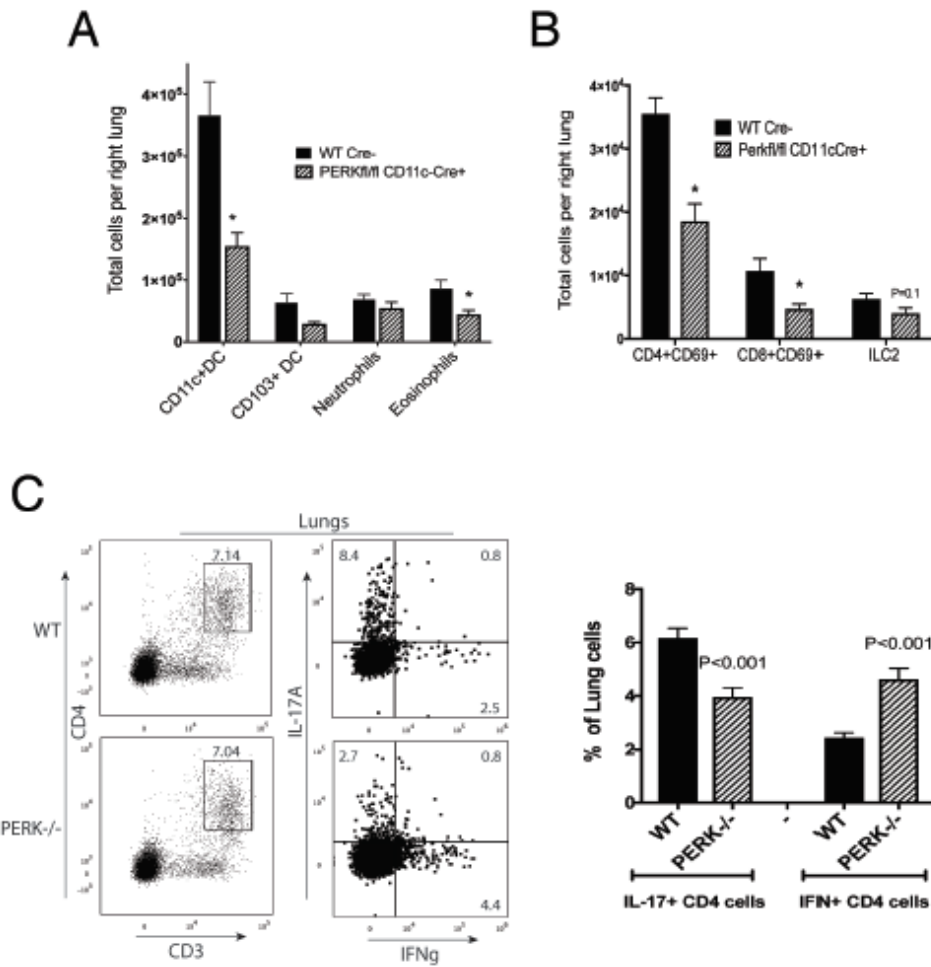 A
Total cells per right lung
4×10⁵
3×10⁵
2×10⁵
1×10⁵
0
WT Cre-
PERKfl/fl CD11c-Cre+
*
*
CD11c+DC
CD103+ DC
Neutrophils
Eosinophils
B
Total cells per right lung
4×10⁴
2×10⁴
1×10⁴
0
WT Cre-
Perkfl/fl CD11cCre+
*
*
P=0.1
CD4+CD69+
CD8+CD69+
ILC2
C
Lungs
WT
PERK-/-
CD4
CD3
7.14
7.04
IL-17A
IFNg
8.4
0.8
2.5
2.7
0.8
4.4
% of Lung cells
8
6
4
2
0
P<0.001
P<0.001
WT
PERK-/-
-
WT
PERK-/-
IL-17+ CD4 cells
IFIN+ CD4 cells